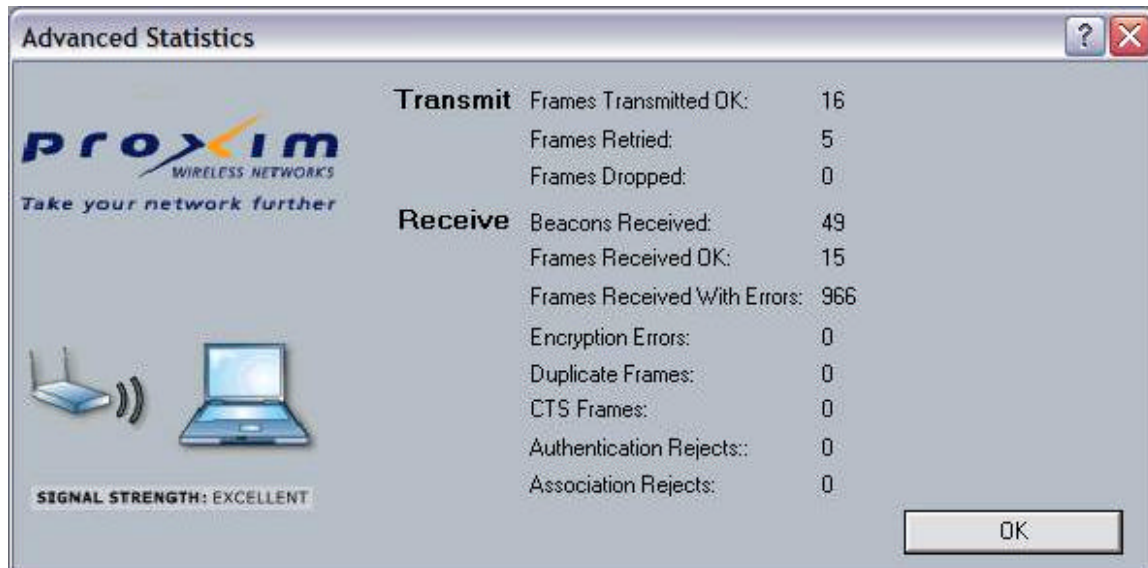 Advanced Statistics
proxim
WIRELESS NETWORKS
Take your network further
Transmit Frames Transmitted OK: 16
Frames Retried: 5
Frames Dropped: 0
Receive Beacons Received: 49
Frames Received OK: 15
Frames Received With Errors: 966
Encryption Errors: 0
Duplicate Frames: 0
CTS Frames: 0
Authentication Rejects:: 0
Association Rejects: 0
SIGNAL STRENGTH: EXCELLENT
OK